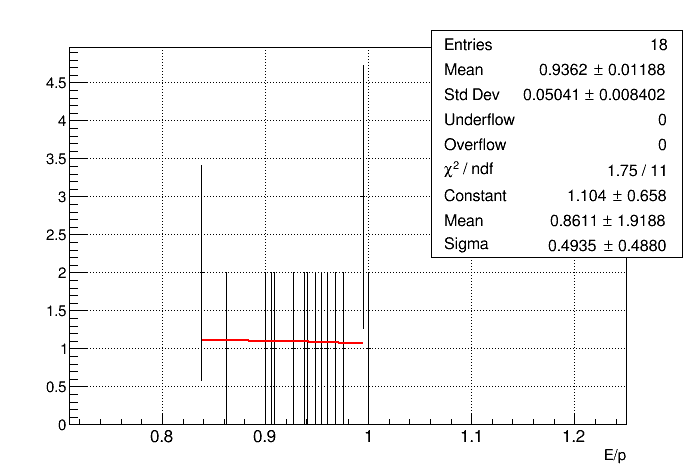 Entries 18
Mean 0.9362 ± 0.01188
Std Dev 0.05041 ± 0.008402
Underflow 0
Overflow 0
χ² / ndf 1.75 / 11
Constant 1.104 ± 0.658
Mean 0.8611 ± 1.9188
Sigma 0.4935 ± 0.4880
4.5
4
3.5
3
2.5
2
1.5
1
0.5
0
0.8 0.9 1 1.1 1.2
E/p